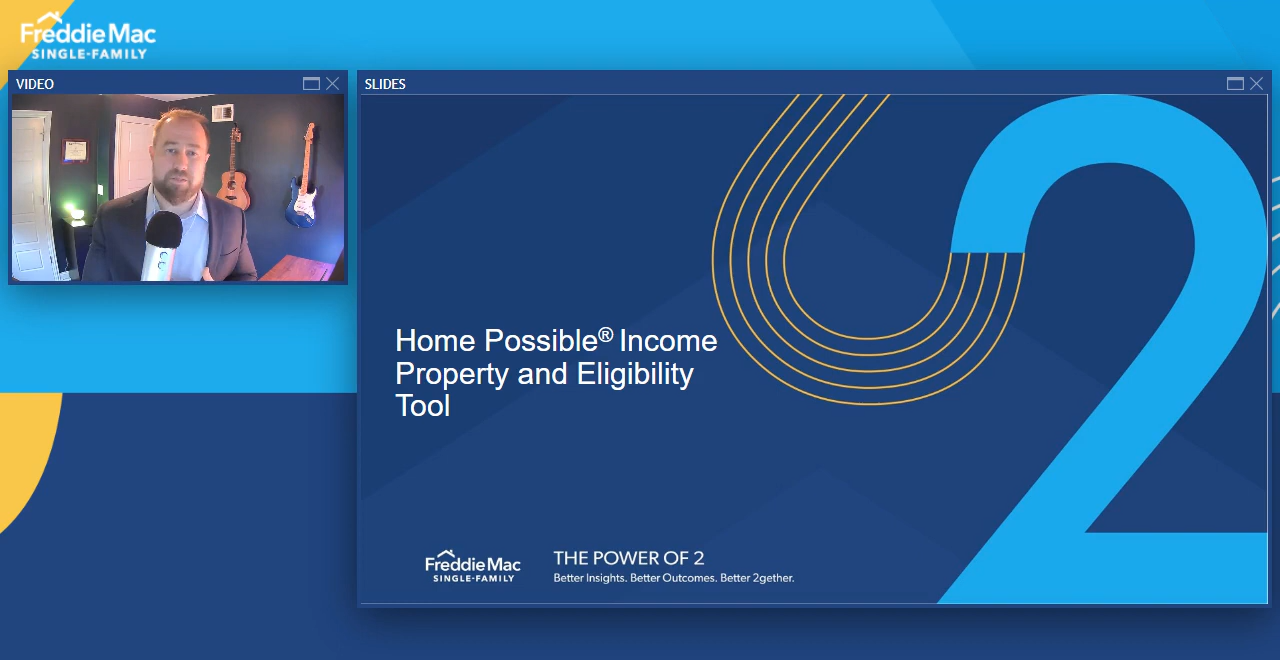 Freddie Mac
SINGLE-FAMILY
VIDEO
SLIDES
Home Possible® Income
Property and Eligibility
Tool
2
Freddie Mac
SINGLE-FAMILY
THE POWER OF 2
Better Insights. Better Outcomes. Better 2gether.